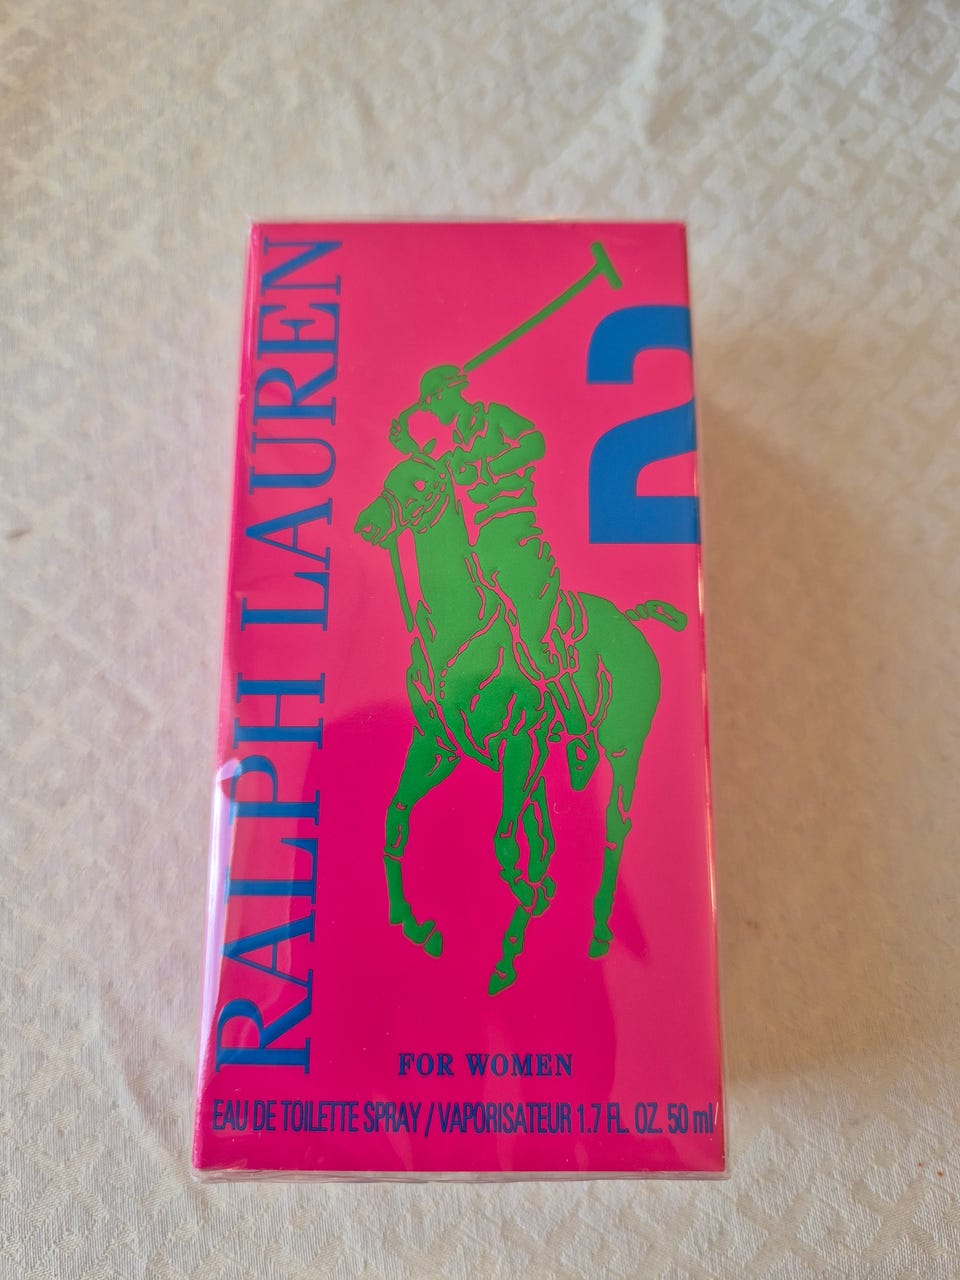 RALPH LAUREN
2
FOR WOMEN
EAU DE TOILETTE SPRAY / VAPORISATEUR 1.7 FL. OZ. 50 ml